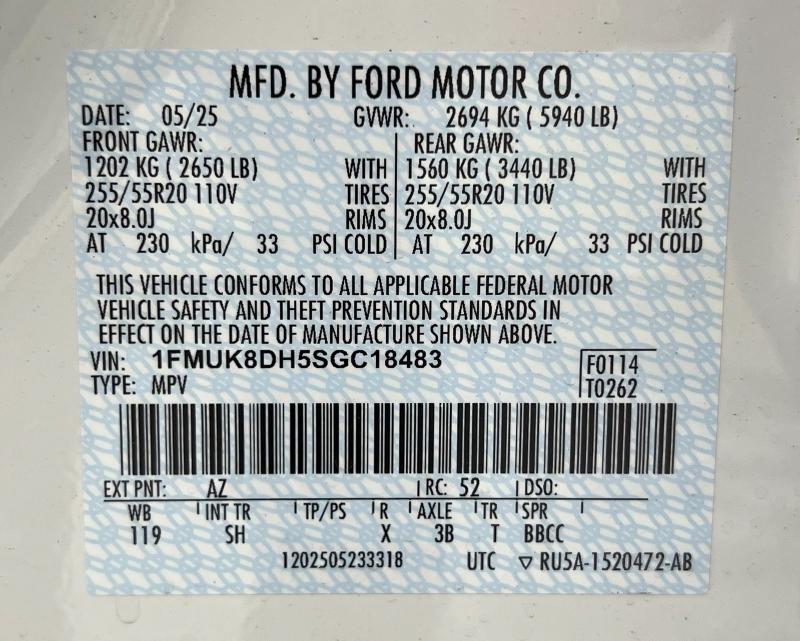 MFD. BY FORD MOTOR CO.
DATE: 05/25 GVWR: 2694 KG ( 5940 LB)
FRONT GAWR: REAR GAWR:
1202 KG ( 2650 LB) WITH 1560 KG ( 3440 LB) WITH
255/55R20 110V TIRES 255/55R20 110V TIRES
20x8.0J RIMS 20x8.0J RIMS
AT 230 kPa/ 33 PSI COLD AT 230 kPa/ 33 PSI COLD
THIS VEHICLE CONFORMS TO ALL APPLICABLE FEDERAL MOTOR
VEHICLE SAFETY AND THEFT PREVENTION STANDARDS IN
EFFECT ON THE DATE OF MANUFACTURE SHOWN ABOVE.
VIN: 1FMUK8DH5SGC18483 F0114
TYPE: MPV T0262
EXT PNT: AZ RC: 52 DSO:
WB INT TR TP/PS R AXLE TR SPR
119 SH X 3B T BBCC
1202505233318 UTC ▽ RU5A-1520472-AB